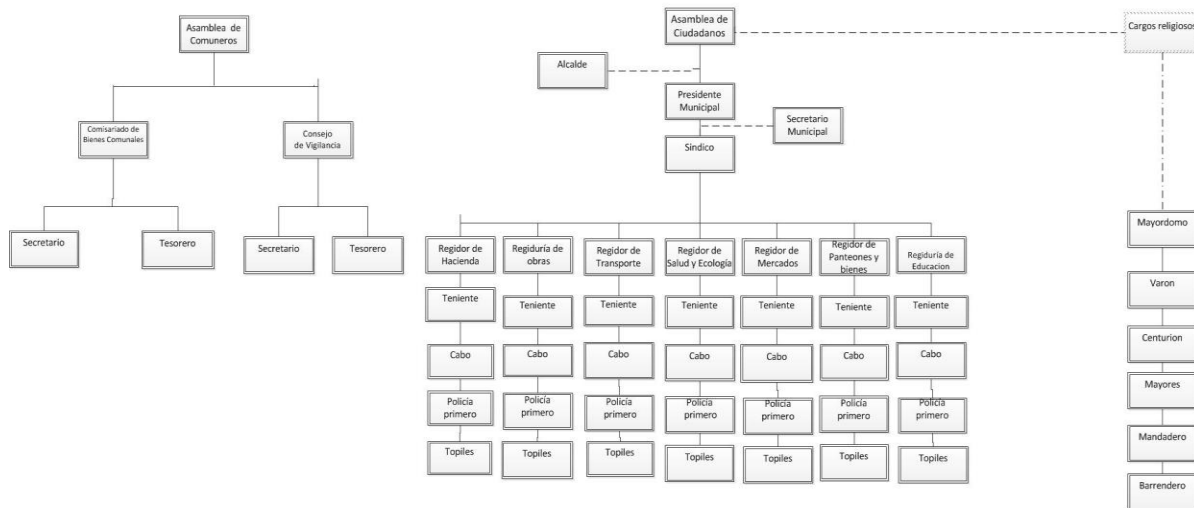 Asamblea de
Comuneros
Comisariado de
Bienes Comunales
Consejo
de Vigilancia
Secretario
Tesorero
Secretario
Tesorero
Asamblea de
Ciudadanos
Alcalde
Presidente
Municipal
Secretario
Municipal
Sindico
Regidor de
Hacienda
Regiduría de
obras
Regidor de
Transporte
Regidor de
Salud y Ecología
Regidor de
Mercados
Regidor de
Panteones y
bienes
Regiduría de
Educacion
Teniente
Teniente
Teniente
Teniente
Teniente
Teniente
Teniente
Cabo
Cabo
Cabo
Cabo
Cabo
Cabo
Cabo
Policía
primero
Policía
primero
Policía
primero
Policía
primero
Policía
primero
Policía
primero
Policía
primero
Topiles
Topiles
Topiles
Topiles
Topiles
Topiles
Topiles
Cargos religiosos
Mayordomo
Varon
Centurion
Mayores
Mandadero
Barrendero